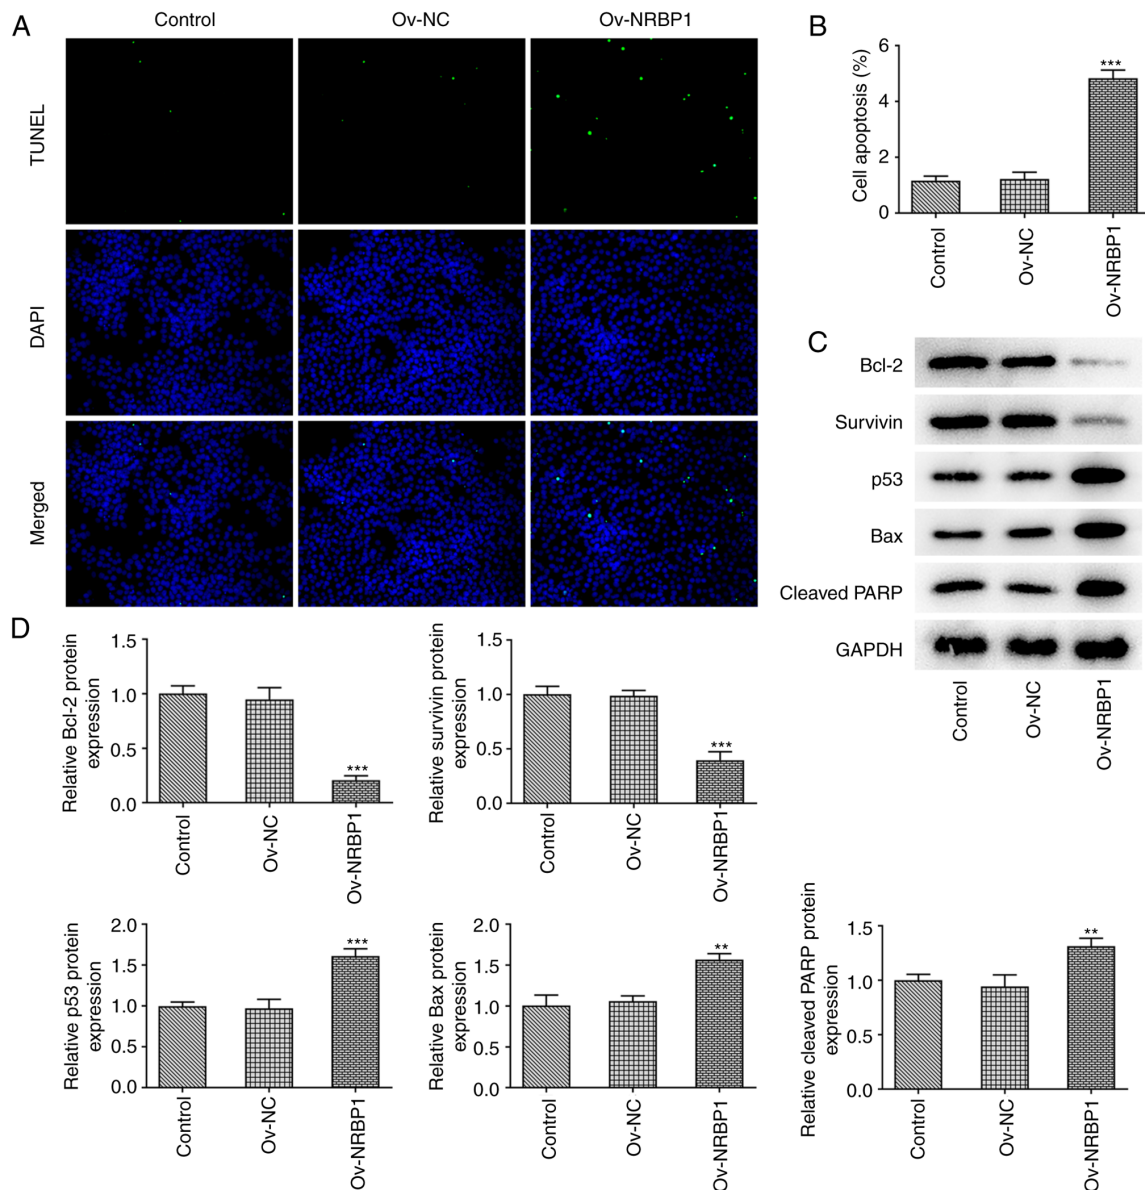 A
Control
Ov-NC
Ov-NRBP1
TUNEL
DAPI
Merged
B
Cell apoptosis (%)
6
4
2
0
***
Control
Ov-NC
Ov-NRBP1
C
Bcl-2
Survivin
p53
Bax
Cleaved PARP
GAPDH
Control
Ov-NC
Ov-NRBP1
D
Relative Bcl-2 protein
expression
1.5
1.0
0.5
0.0
***
Control
Ov-NC
Ov-NRBP1
Relative survivin protein
expression
1.5
1.0
0.5
0.0
***
Control
Ov-NC
Ov-NRBP1
Relative p53 protein
expression
2.0
1.5
1.0
0.5
0.0
***
Control
Ov-NC
Ov-NRBP1
Relative Bax protein
expression
2.0
1.5
1.0
0.5
0.0
**
Control
Ov-NC
Ov-NRBP1
Relative cleaved PARP protein
expression
1.5
1.0
0.5
0.0
**
Control
Ov-NC
Ov-NRBP1